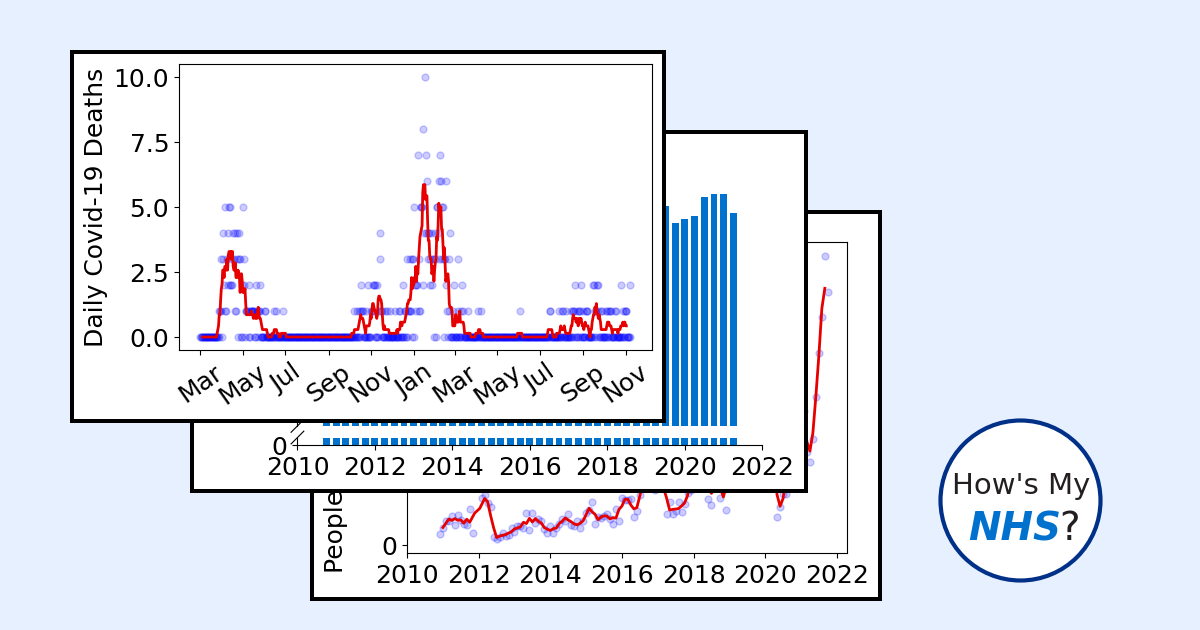 Daily Covid-19 Deaths
10.0
7.5
5.0
2.5
0.0
Mar May Jul Sep Nov Jan Mar May Jul Sep Nov
0
2010 2012 2014 2016 2018 2020 2022
People
0
2010 2012 2014 2016 2018 2020 2022
How's My
NHS?